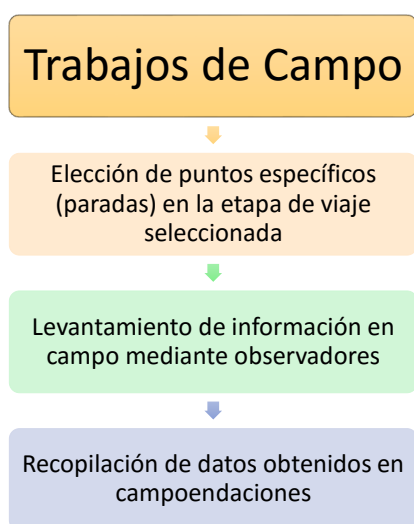 Trabajos de Campo
Elección de puntos específicos
(paradas) en la etapa de viaje
seleccionada
Levantamiento de información en
campo mediante observadores
Recopilación de datos obtenidos en
campoendaciones